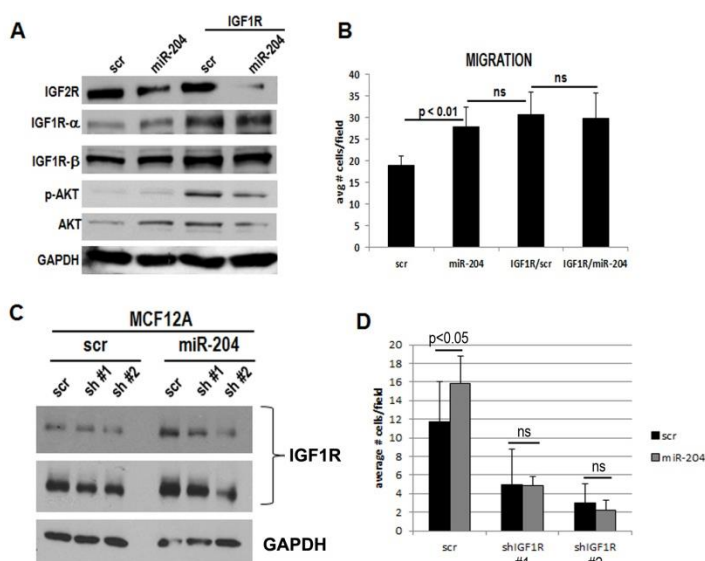 A
IGF1R
scr
miR-204
scr
miR-204
IGF2R
IGF1R-α
IGF1R-β
p-AKT
AKT
GAPDH
B
MIGRATION
avg # cells/field
40
35
30
25
20
15
10
5
0
p < 0.01
ns
ns
scr
miR-204
IGF1R/scr
IGF1R/miR-204
C
MCF12A
scr
miR-204
scr
sh #1
sh #2
scr
sh #1
sh #2
IGF1R
GAPDH
D
average # cells/field
20
18
16
14
12
10
8
6
4
2
0
p<0.05
ns
ns
scr
miR-204
scr
shIGF1R
shIGF1R